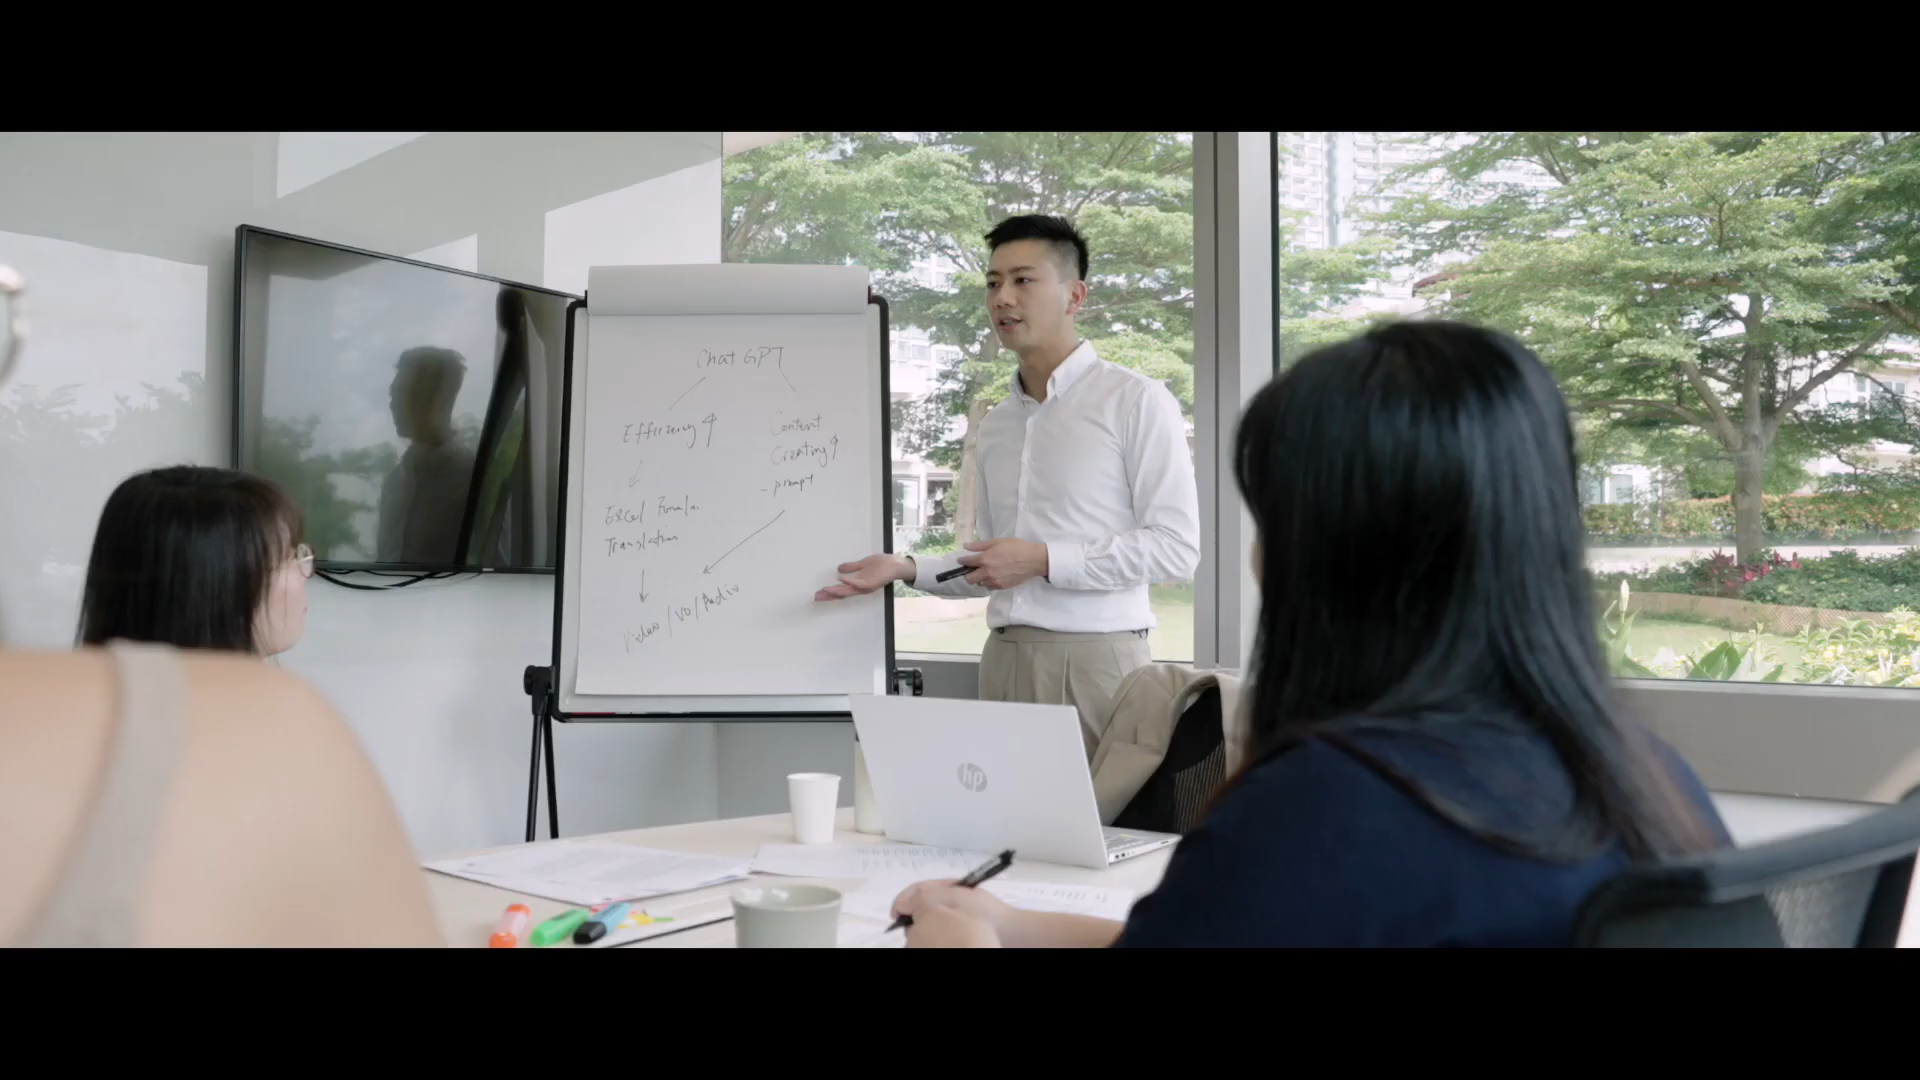 Chat GPT
Efficiency
Content
Creating
- prompt
Excel Formula
Translation
Video / VO / Audio
hp